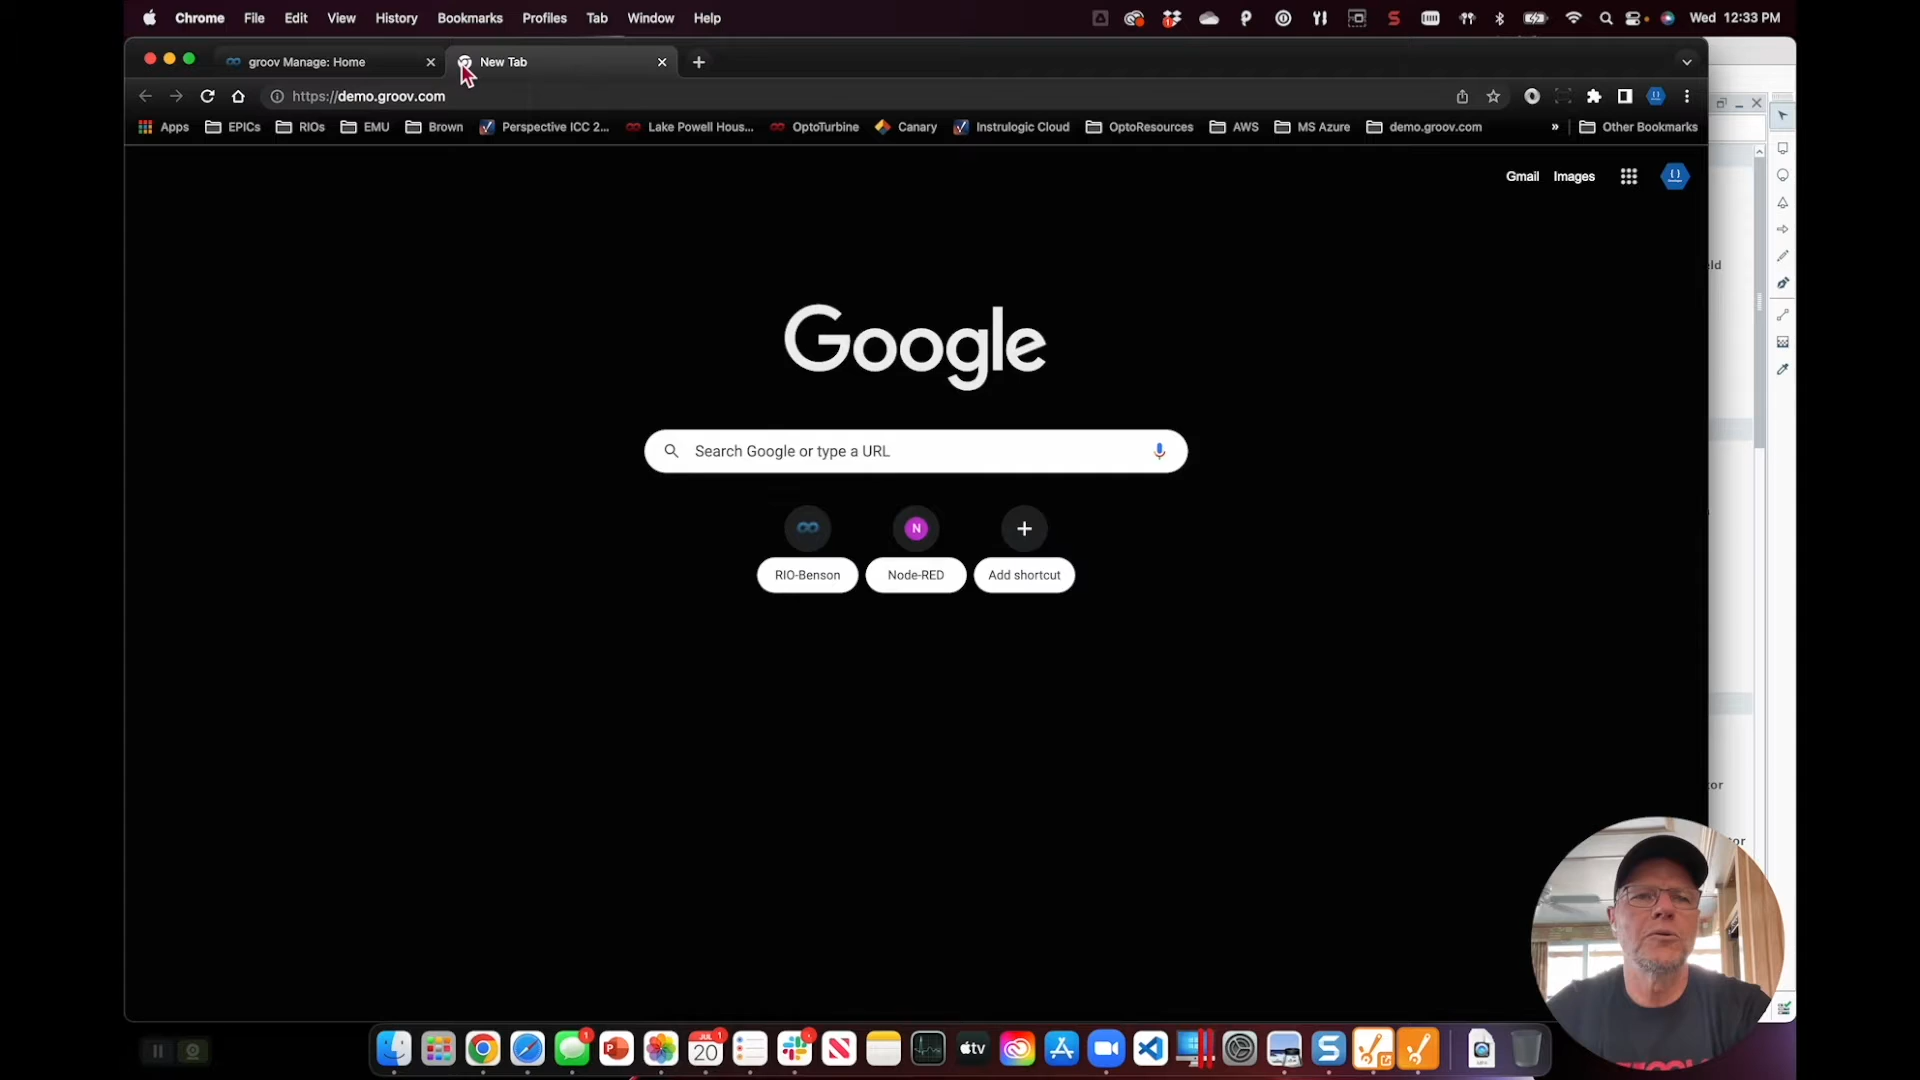 Chrome File Edit View History Bookmarks Profiles Tab Window Help Wed 12:33 PM
groov Manage: Home New Tab
https://demo.groov.com
Apps EPICs RIOs EMU Brown Perspective ICC 2... Lake Powell Hous... OptoTurbine Canary Instrulogic Cloud OptoResources AWS MS Azure demo.groov.com » Other Bookmarks
Gmail Images
Google
Search Google or type a URL
N
RIO-Benson Node-RED Add shortcut
JUL
20
tv